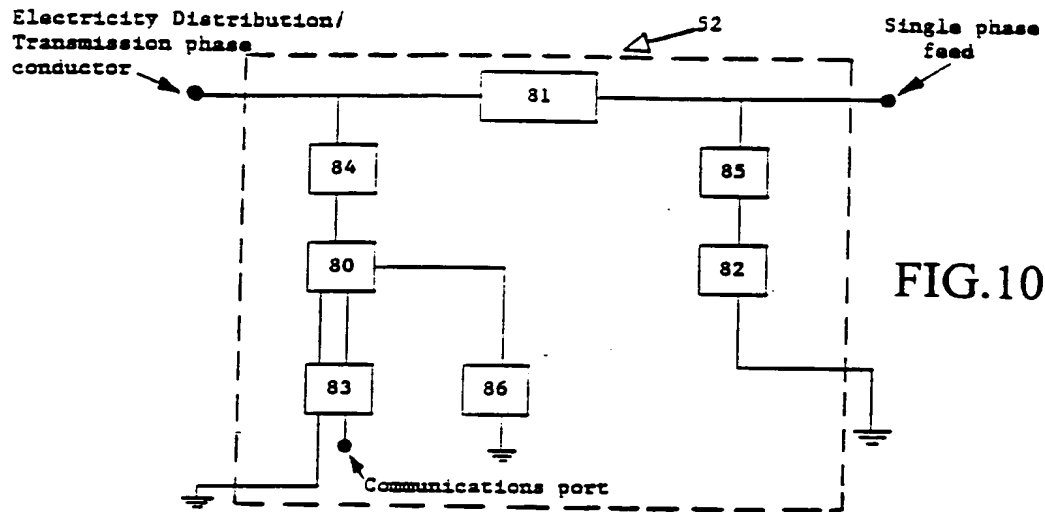 Electricity Distribution/
Transmission phase
conductor
52
Single phase
feed
81
84
85
80
82
FIG.10
83
86
Communications port